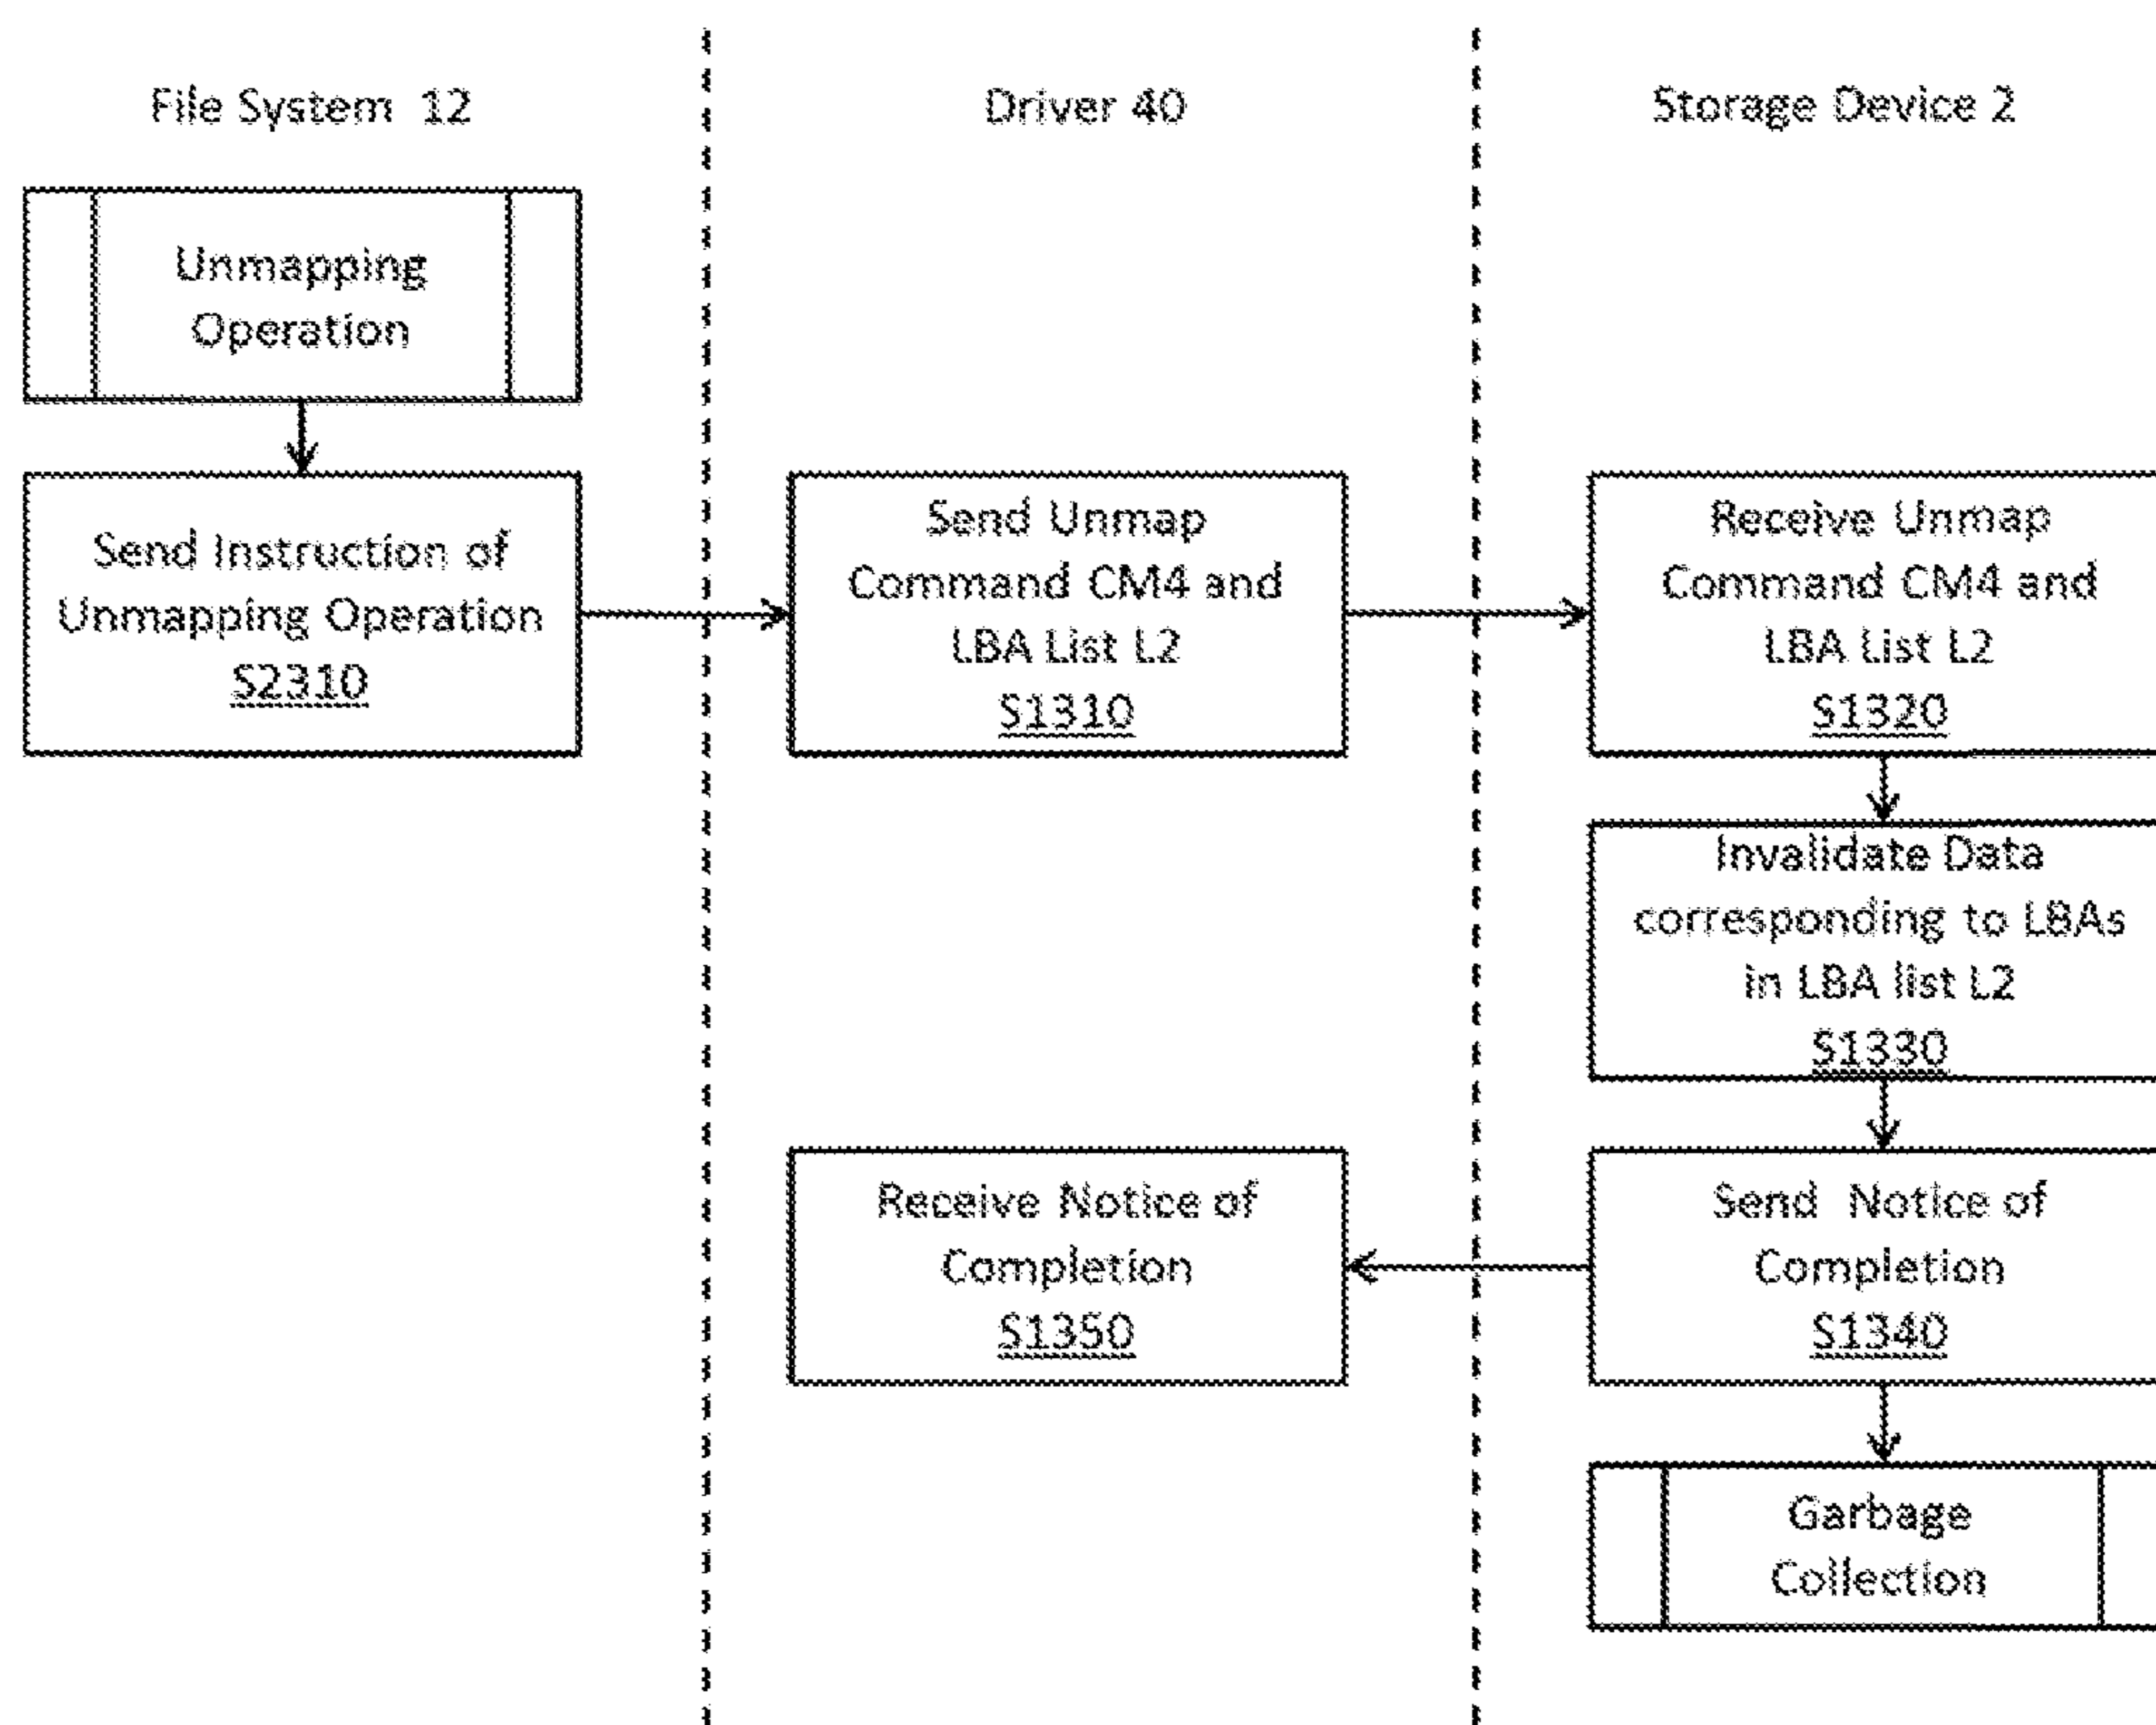 File System 12
Driver 40
Storage Device 2
Unmapping
Operation
Send Instruction of
Unmapping Operation
S2310
Send Unmap
Command CM4 and
LBA List L2
S1310
Receive Unmap
Command CM4 and
LBA List L2
S1320
Invalidate Data
corresponding to LBAs
in LBA list L2
S1330
Receive Notice of
Completion
S1350
Send Notice of
Completion
S1340
Garbage
Collection